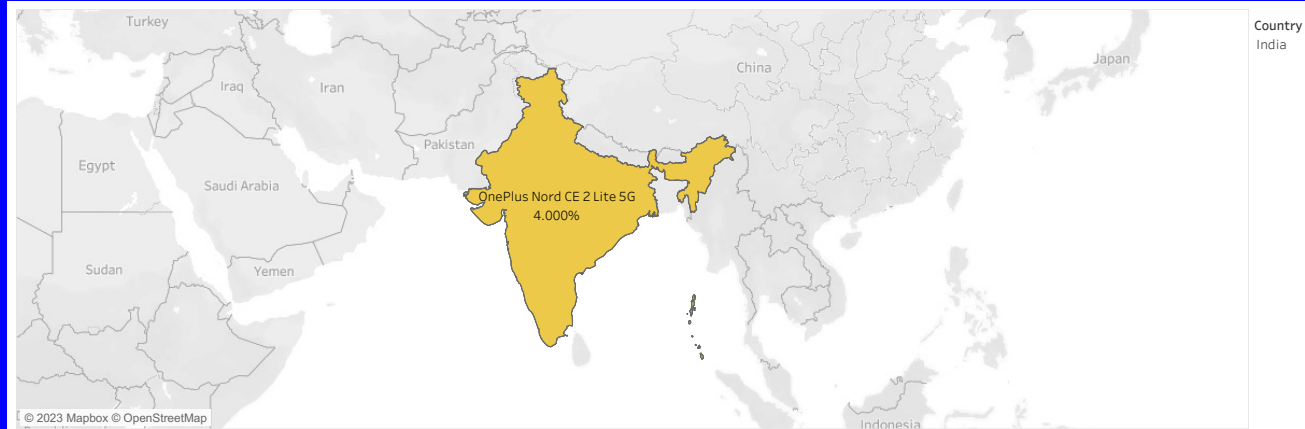 Turkey
Country
India
China
Japan
Iraq
Iran
Pakistan
Egypt
Saudi Arabia
OnePlus Nord CE 2 Lite 5G
4.000%
Sudan
Yemen
© 2023 Mapbox © OpenStreetMap
Indonesia